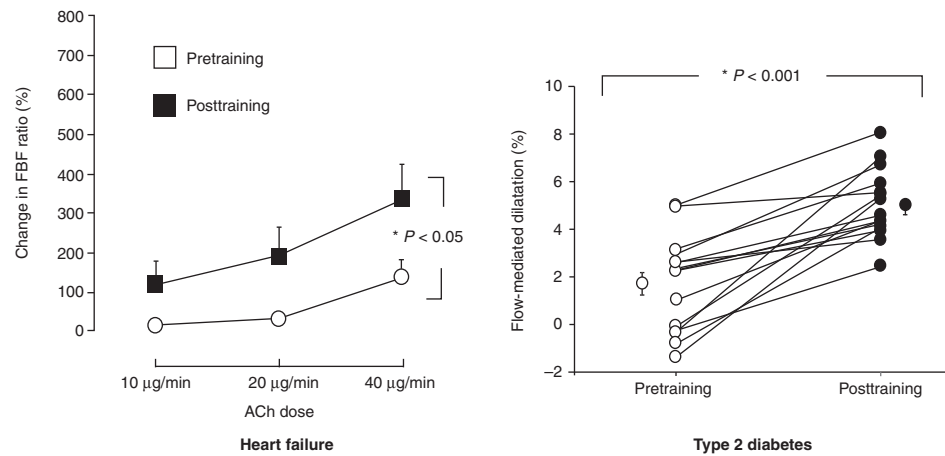 800
700
600
500
400
300
200
100
0
Change in FBF ratio (%)
Pretraining
Posttraining
* P < 0.05
10 μg/min
20 μg/min
40 μg/min
ACh dose
Heart failure
* P < 0.001
10
8
6
4
2
0
−2
Flow-mediated dilatation (%)
Pretraining
Posttraining
Type 2 diabetes